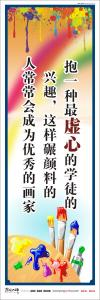 抱一种最虚心的学徒的
兴趣，这样碾颜料的
人常常会成为优秀的画家